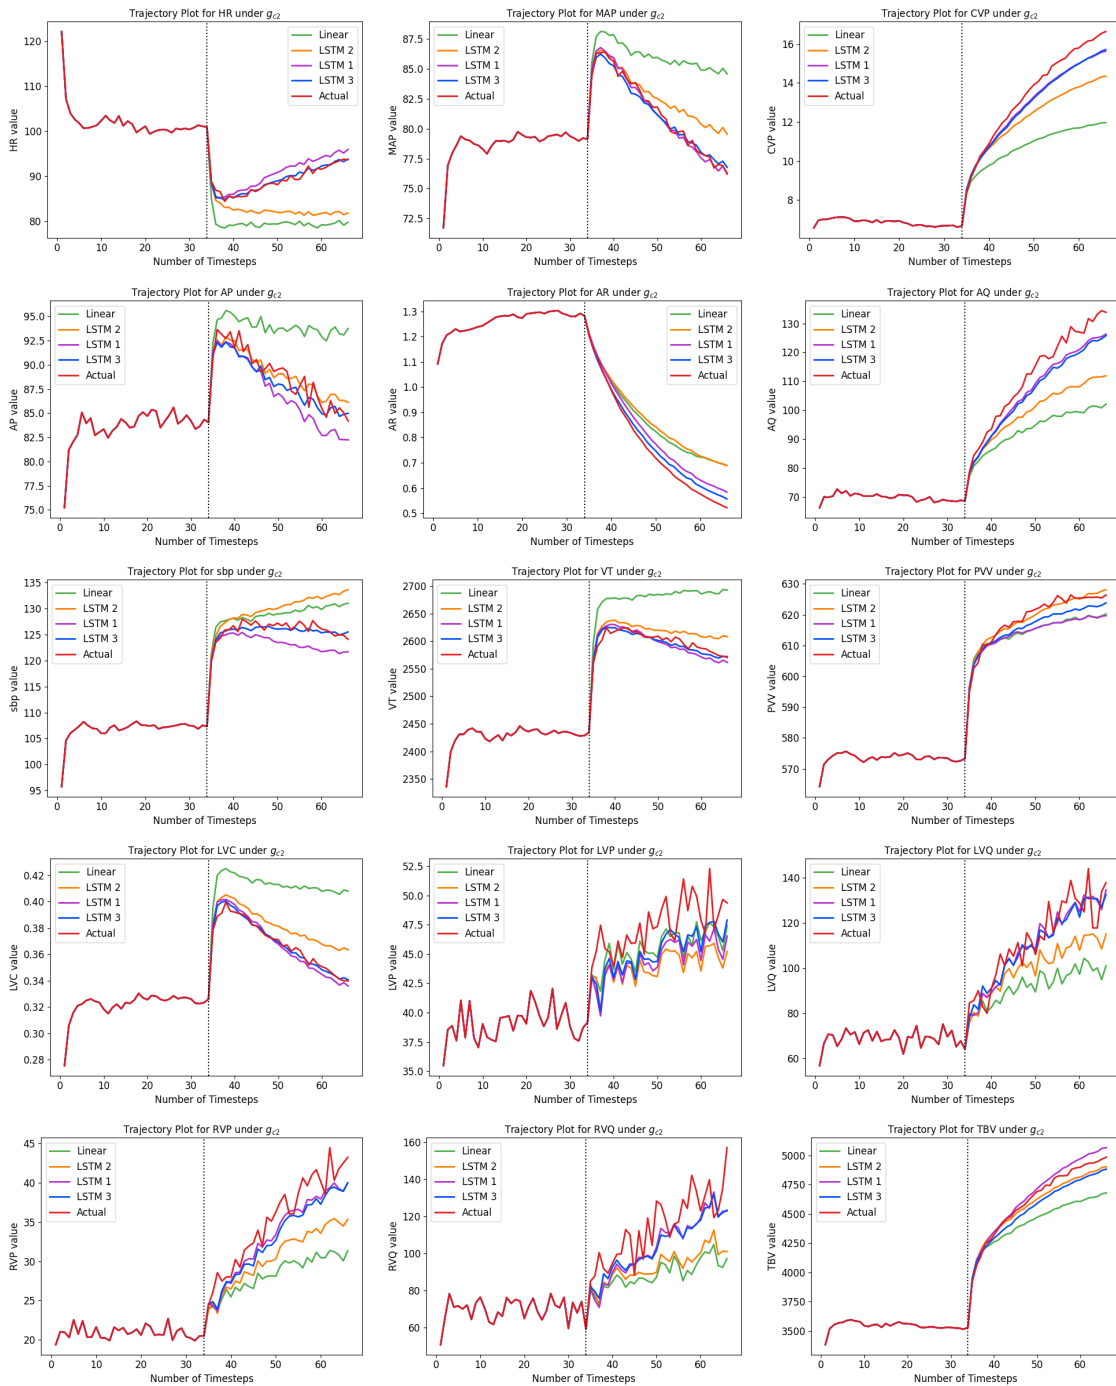 Trajectory Plot for HR under g_c2
HR value
120
110
100
90
80
Linear
LSTM 2
LSTM 1
LSTM 3
Actual
0 10 20 30 40 50 60
Number of Timesteps
Trajectory Plot for MAP under g_c2
MAP value
87.5
85.0
82.5
80.0
77.5
75.0
72.5
Linear
LSTM 2
LSTM 1
LSTM 3
Actual
0 10 20 30 40 50 60
Number of Timesteps
Trajectory Plot for CVP under g_c2
CVP value
16
14
12
10
8
Linear
LSTM 2
LSTM 1
LSTM 3
Actual
0 10 20 30 40 50 60
Number of Timesteps
Trajectory Plot for AP under g_c2
AP value
95.0
92.5
90.0
87.5
85.0
82.5
80.0
77.5
75.0
Linear
LSTM 2
LSTM 1
LSTM 3
Actual
0 10 20 30 40 50 60
Number of Timesteps
Trajectory Plot for AR under g_c2
AR value
1.3
1.2
1.1
1.0
0.9
0.8
0.7
0.6
0.5
Linear
LSTM 2
LSTM 1
LSTM 3
Actual
0 10 20 30 40 50 60
Number of Timesteps
Trajectory Plot for AQ under g_c2
AQ value
130
120
110
100
90
80
70
Linear
LSTM 2
LSTM 1
LSTM 3
Actual
0 10 20 30 40 50 60
Number of Timesteps
Trajectory Plot for sbp under g_c2
sbp value
135
130
125
120
115
110
105
100
95
Linear
LSTM 2
LSTM 1
LSTM 3
Actual
0 10 20 30 40 50 60
Number of Timesteps
Trajectory Plot for VT under g_c2
VT value
2700
2650
2600
2550
2500
2450
2400
2350
Linear
LSTM 2
LSTM 1
LSTM 3
Actual
0 10 20 30 40 50 60
Number of Timesteps
Trajectory Plot for PVV under g_c2
PVV value
630
620
610
600
590
580
570
Linear
LSTM 2
LSTM 1
LSTM 3
Actual
0 10 20 30 40 50 60
Number of Timesteps
Trajectory Plot for LVC under g_c2
LVC value
0.42
0.40
0.38
0.36
0.34
0.32
0.30
0.28
Linear
LSTM 2
LSTM 1
LSTM 3
Actual
0 10 20 30 40 50 60
Number of Timesteps
Trajectory Plot for LVP under g_c2
LVP value
52.5
50.0
47.5
45.0
42.5
40.0
37.5
35.0
Linear
LSTM 2
LSTM 1
LSTM 3
Actual
0 10 20 30 40 50 60
Number of Timesteps
Trajectory Plot for LVQ under g_c2
LVQ value
140
120
100
80
60
Linear
LSTM 2
LSTM 1
LSTM 3
Actual
0 10 20 30 40 50 60
Number of Timesteps
Trajectory Plot for RVP under g_c2
RVP value
45
40
35
30
25
20
Linear
LSTM 2
LSTM 1
LSTM 3
Actual
0 10 20 30 40 50 60
Number of Timesteps
Trajectory Plot for RVQ under g_c2
RVQ value
160
140
120
100
80
60
Linear
LSTM 2
LSTM 1
LSTM 3
Actual
0 10 20 30 40 50 60
Number of Timesteps
Trajectory Plot for TBV under g_c2
TBV value
5000
4750
4500
4250
4000
3750
3500
Linear
LSTM 2
LSTM 1
LSTM 3
Actual
0 10 20 30 40 50 60
Number of Timesteps